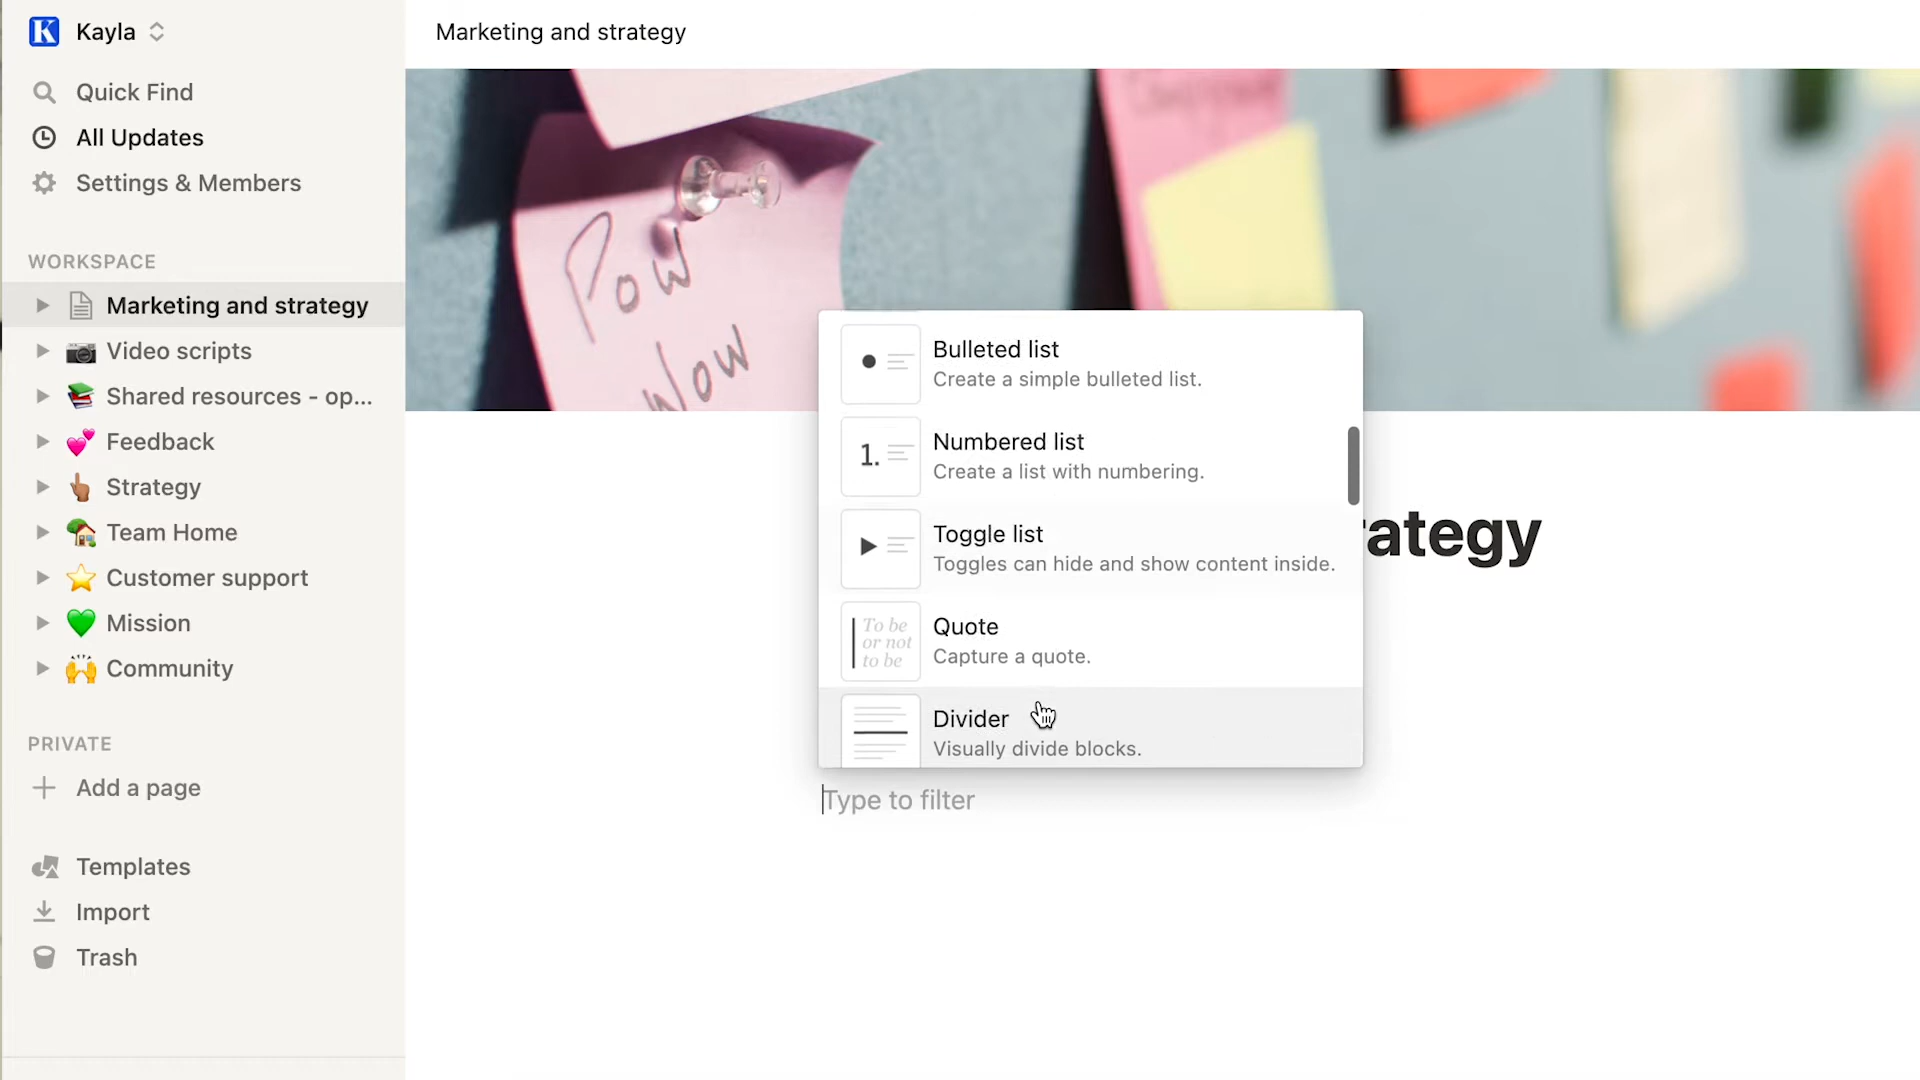 K Kayla
Quick Find
All Updates
Settings & Members
WORKSPACE
Marketing and strategy
Video scripts
Shared resources - op...
Feedback
Strategy
Team Home
Customer support
Mission
Community
PRIVATE
Add a page
Templates
Import
Trash
Marketing and strategy
Pow
Now
Bulleted list
Create a simple bulleted list.
1.
Numbered list
Create a list with numbering.
Toggle list
Toggles can hide and show content inside.
To be
or not
to be
Quote
Capture a quote.
Divider
Visually divide blocks.
rategy
Type to filter